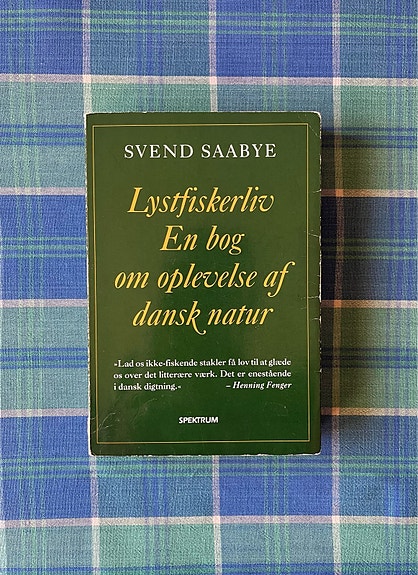 SVEND SAABYE
Lystfiskerliv
En bog
om oplevelse af
dansk natur
»Lad os ikke-fiskende stakler få lov til at glæde
os over det litterære værk. Det er enestående
i dansk digtning.« – Henning Fenger
SPEKTRUM